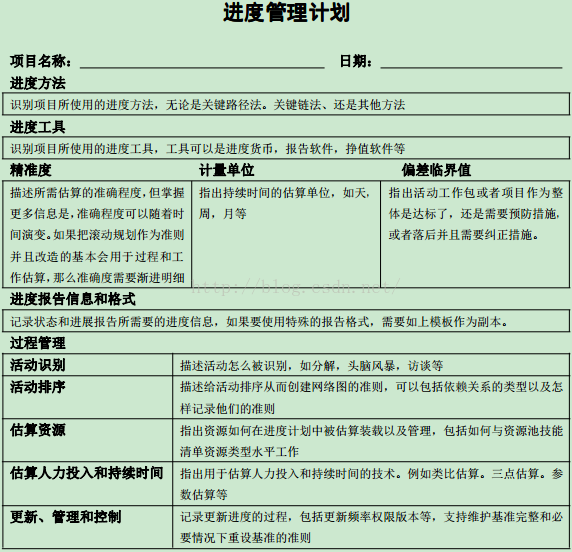 进度管理计划
项目名称: 日期:
进度方法
识别项目所使用的进度方法，无论是关键路径法。关键链法、还是其他方法
进度工具
识别项目所使用的进度工具，工具可以是进度货币，报告软件，挣值软件等
精准度 计量单位 偏差临界值
描述所需估算的准确程度，但掌握
更多信息是，准确程度可以随着时
间演变。如果把滚动规划作为准则
并且改造的基本会用于过程和工
作估算，那么准确度需要渐进明细
指出持续时间的估算单位，如天，
周，月等
指出活动工作包或者项目作为整
体是达标了，还是需要预防措施，
或者落后并且需要纠正措施。
http://blog.csdn.net/
进度报告信息和格式
记录状态和进展报告所需要的进度信息，如果要使用特殊的报告格式，需要如上模板作为副本。
过程管理
活动识别 描述活动怎么被识别，如分解，头脑风暴，访谈等
活动排序 描述给活动排序从而创建网络图的准则，可以包括依赖关系的类型以及怎
样记录他们的准则
估算资源 指出资源如何在进度计划中被估算装载以及管理，包括如何与资源池技能
清单资源类型水平工作
估算人力投入和持续时间 指出用于估算人力投入和持续时间的技术。例如类比估算。三点估算。参
数估算等
更新、管理和控制 记录更新进度的过程，包括更新频率权限版本等，支持维护基准完整和必
要情况下重设基准的准则